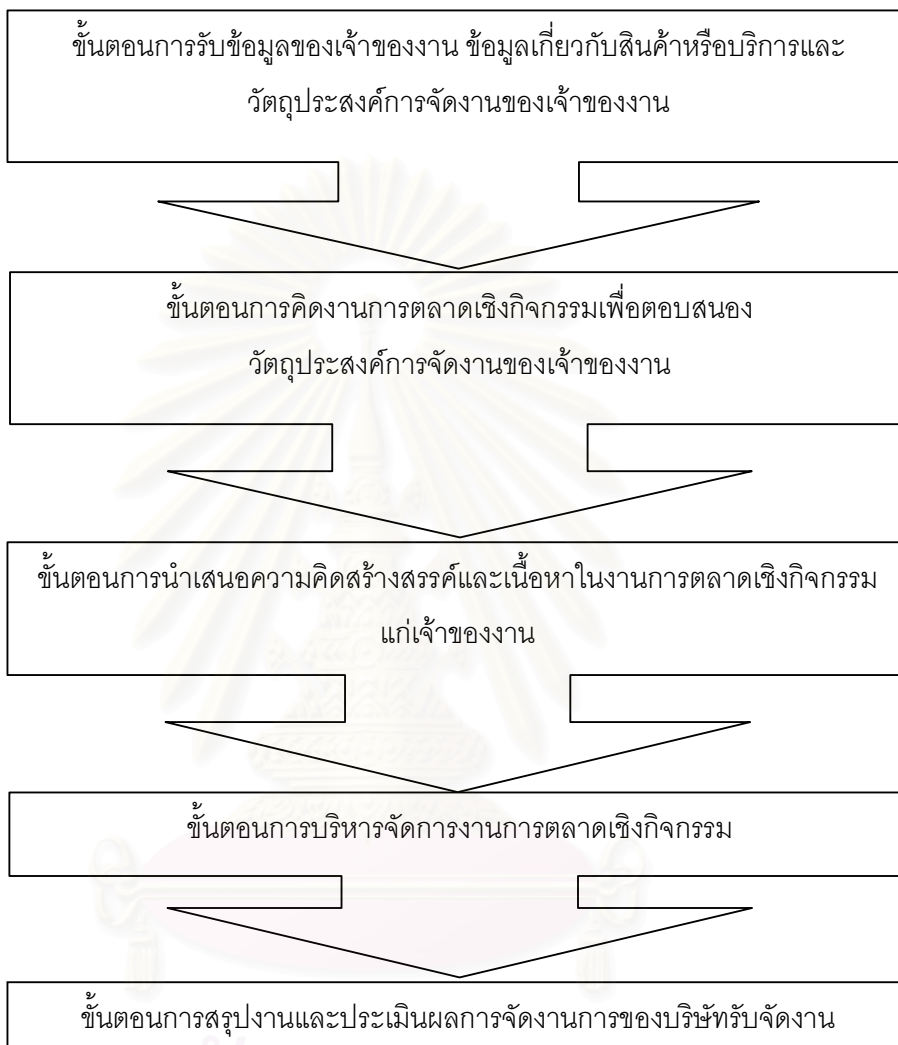 ขั้นตอนการรับข้อมูลของเจ้าของงาน ข้อมูลเกี่ยวกับสินค้าหรือบริการและ
วัตถุประสงค์การจัดงานของเจ้าของงาน
ขั้นตอนการคิดงานการตลาดเชิงกิจกรรมเพื่อตอบสนอง
วัตถุประสงค์การจัดงานของเจ้าของงาน
ขั้นตอนการนำเสนอความคิดสร้างสรรค์และเนื้อหาในงานการตลาดเชิงกิจกรรม
แก่เจ้าของงาน
ขั้นตอนการบริหารจัดการงานการตลาดเชิงกิจกรรม
ขั้นตอนการสรุปงานและประเมินผลการจัดงานการของบริษัทรับจัดงาน